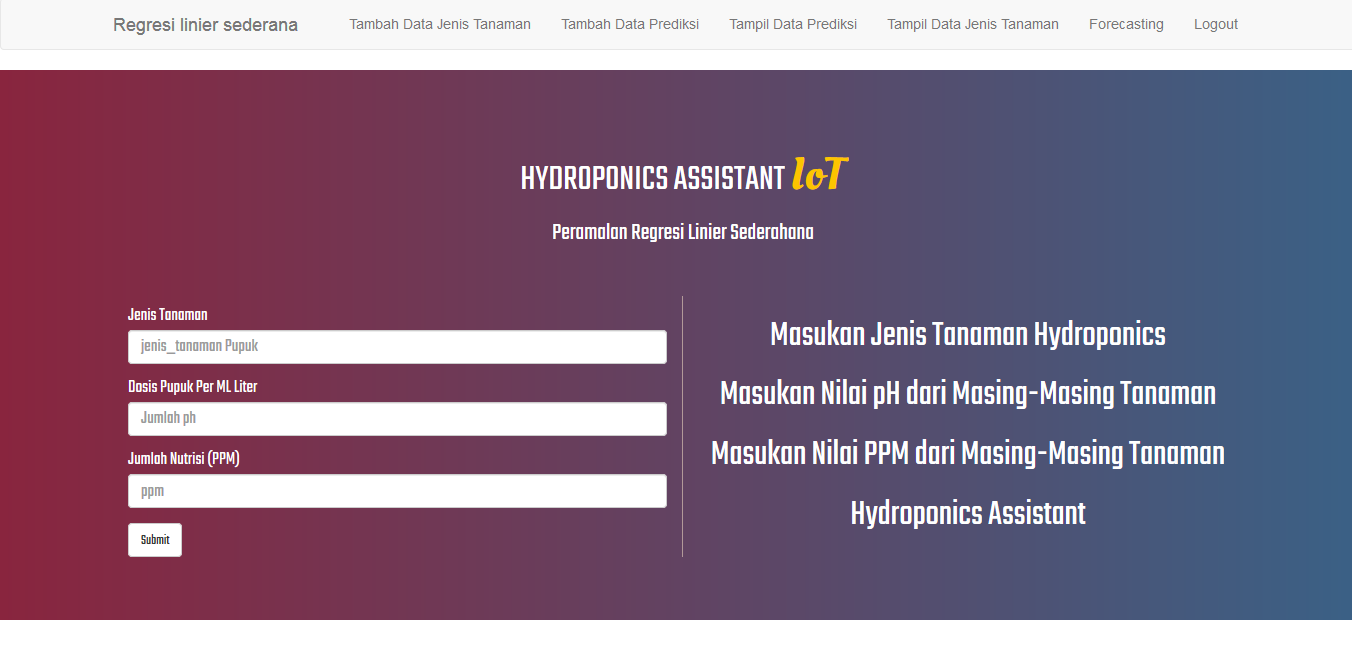 Regresi linier sederana Tambah Data Jenis Tanaman Tambah Data Prediksi Tampil Data Prediksi Tampil Data Jenis Tanaman Forecasting Logout
HYDROPONICS ASSISTANT IoT
Peramalan Regresi Linier Sederahana
Jenis Tanaman
jenis_tanaman Pupuk
Dosis Pupuk Per ML Liter
Jumlah ph
Jumlah Nutrisi (PPM)
ppm
Submit
Masukan Jenis Tanaman Hydroponics
Masukan Nilai pH dari Masing-Masing Tanaman
Masukan Nilai PPM dari Masing-Masing Tanaman
Hydroponics Assistant